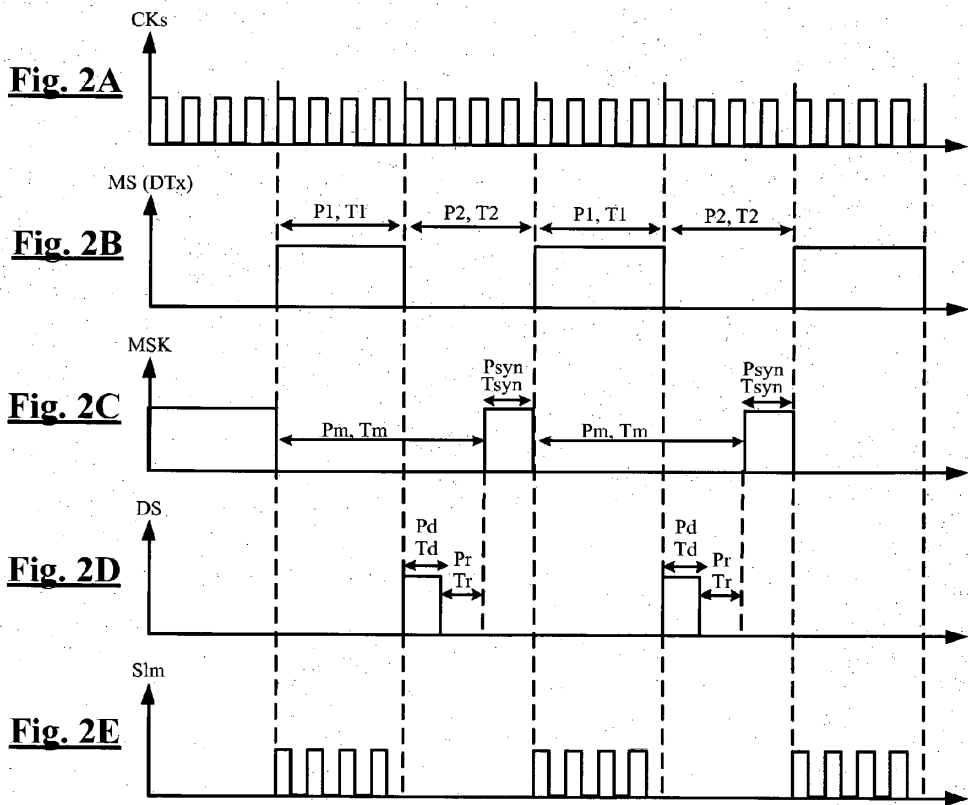 CKs
Fig. 2A
MS (DTx)
P1, T1
P2, T2
P1, T1
P2, T2
Fig. 2B
MSK
Psyn
Tsyn
Psyn
Tsyn
Pm, Tm
Pm, Tm
Fig. 2C
DS
Pd
Td
Pr
Tr
Pd
Td
Pr
Tr
Fig. 2D
Slm
Fig. 2E